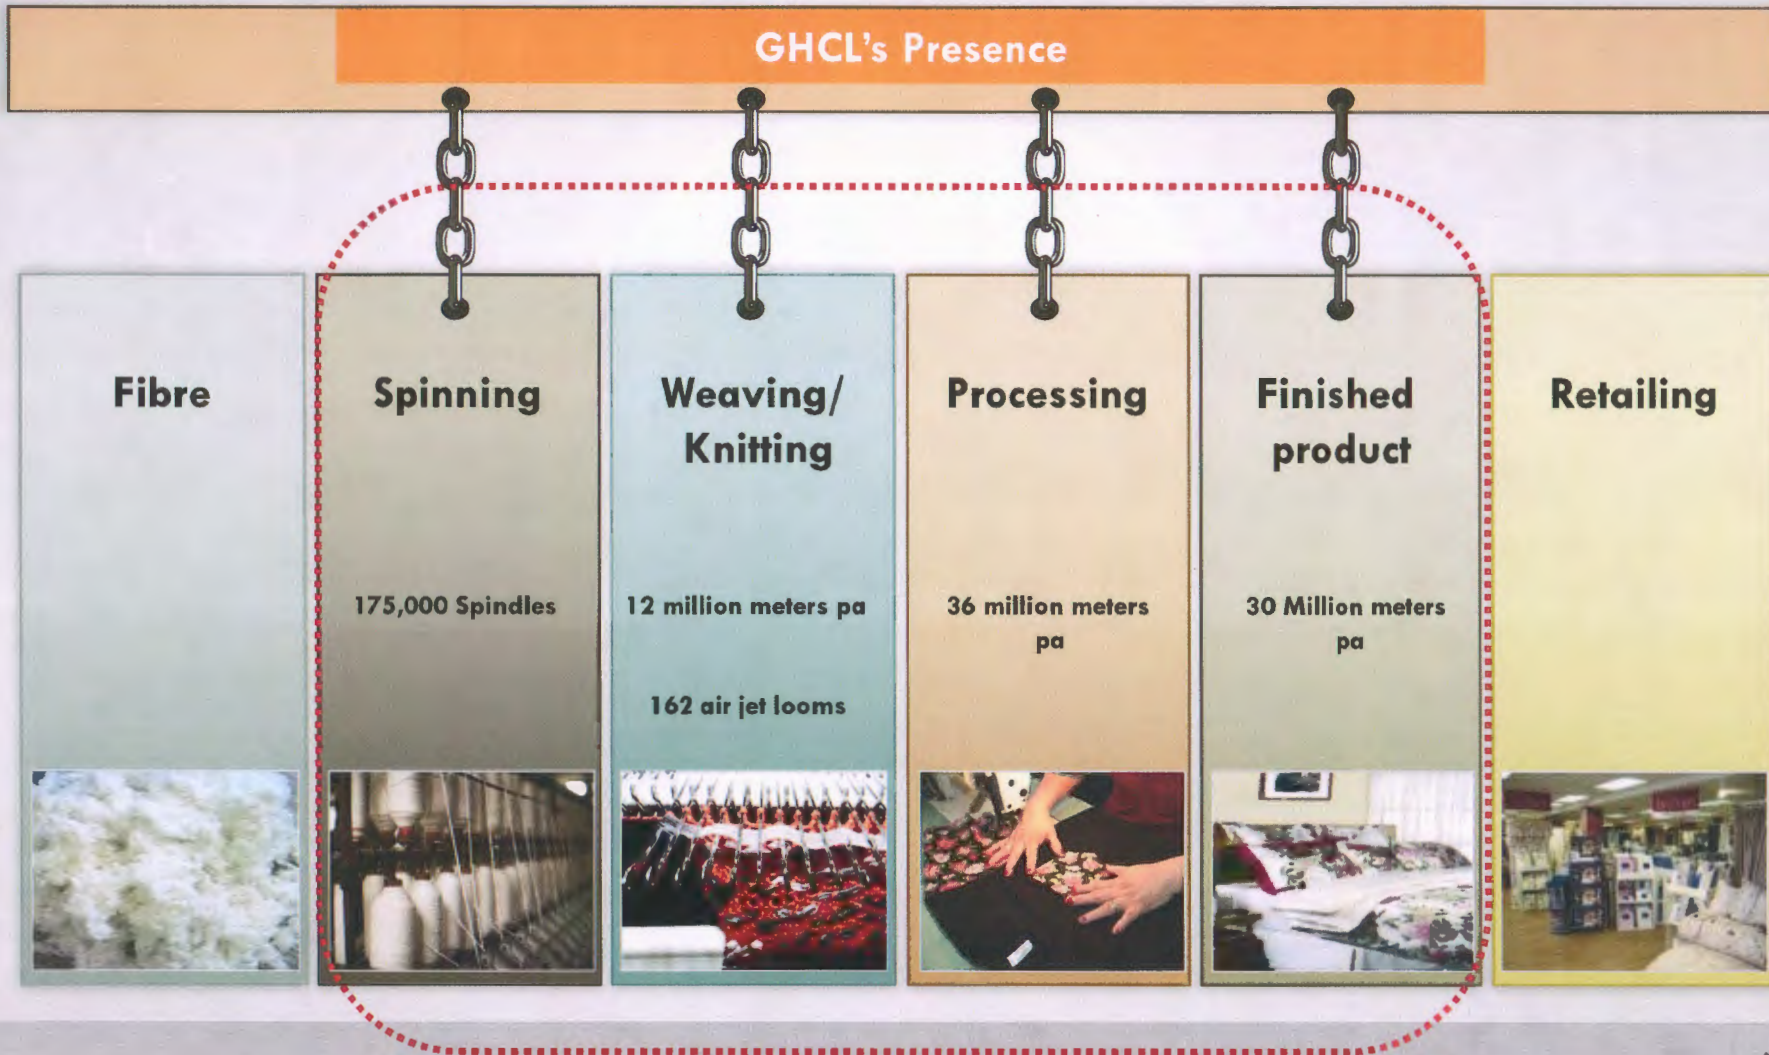 GHCL's Presence
Fibre
Spinning
175,000 Spindles
Weaving/
Knitting
12 million meters pa
162 air jet looms
Processing
36 million meters
pa
Finished
product
30 Million meters
pa
Retailing